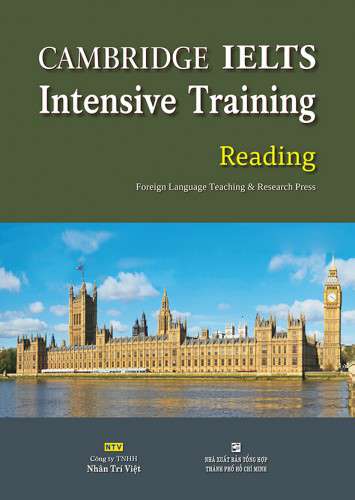 CAMBRIDGE IELTS
Intensive Training
Reading
Foreign Language Teaching & Research Press
NTV
Công ty TNHH
Nhân Trí Việt
NHÀ XUẤT BẢN TỔNG HỢP
THÀNH PHỐ HỒ CHÍ MINH